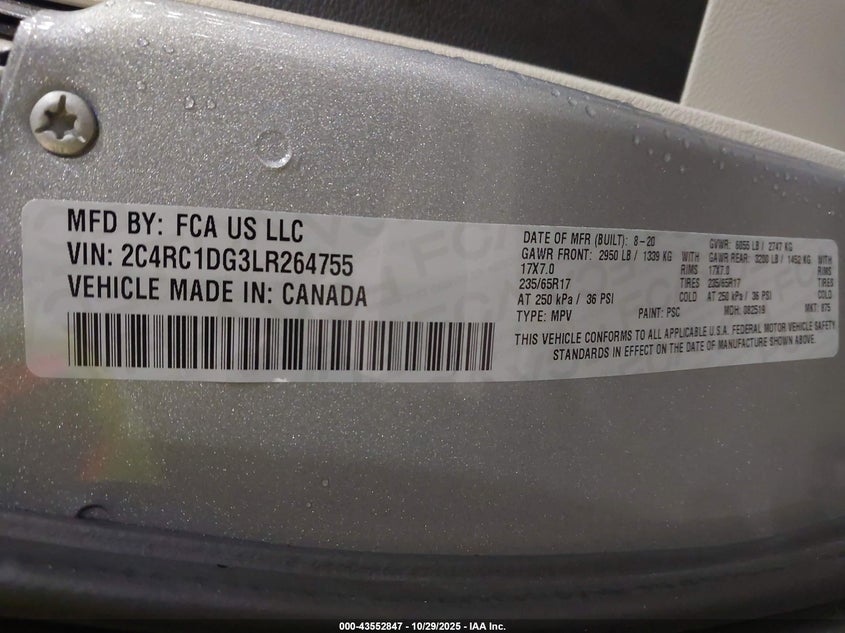 MFD BY: FCA US LLC
VIN: 2C4RC1DG3LR264755
VEHICLE MADE IN: CANADA
DATE OF MFR (BUILT): 8-20 GVWR: 6055 LB / 2747 KG
GAWR FRONT: 2950 LB / 1339 KG WITH GAWR REAR: 3200 LB / 1452 KG WITH
17X7.0 RIMS 17X7.0 RIMS
235/65R17 TIRES 235/65R17 TIRES
AT 250 kPa / 36 PSI COLD AT 250 kPa / 36 PSI COLD
TYPE: MPV PAINT: PSC MDH: 082519 MKT: 875
THIS VEHICLE CONFORMS TO ALL APPLICABLE U.S.A. FEDERAL MOTOR VEHICLE SAFETY
STANDARDS IN EFFECT ON THE DATE OF MANUFACTURE SHOWN ABOVE.
000-43552847 - 10/29/2025 - IAA Inc.